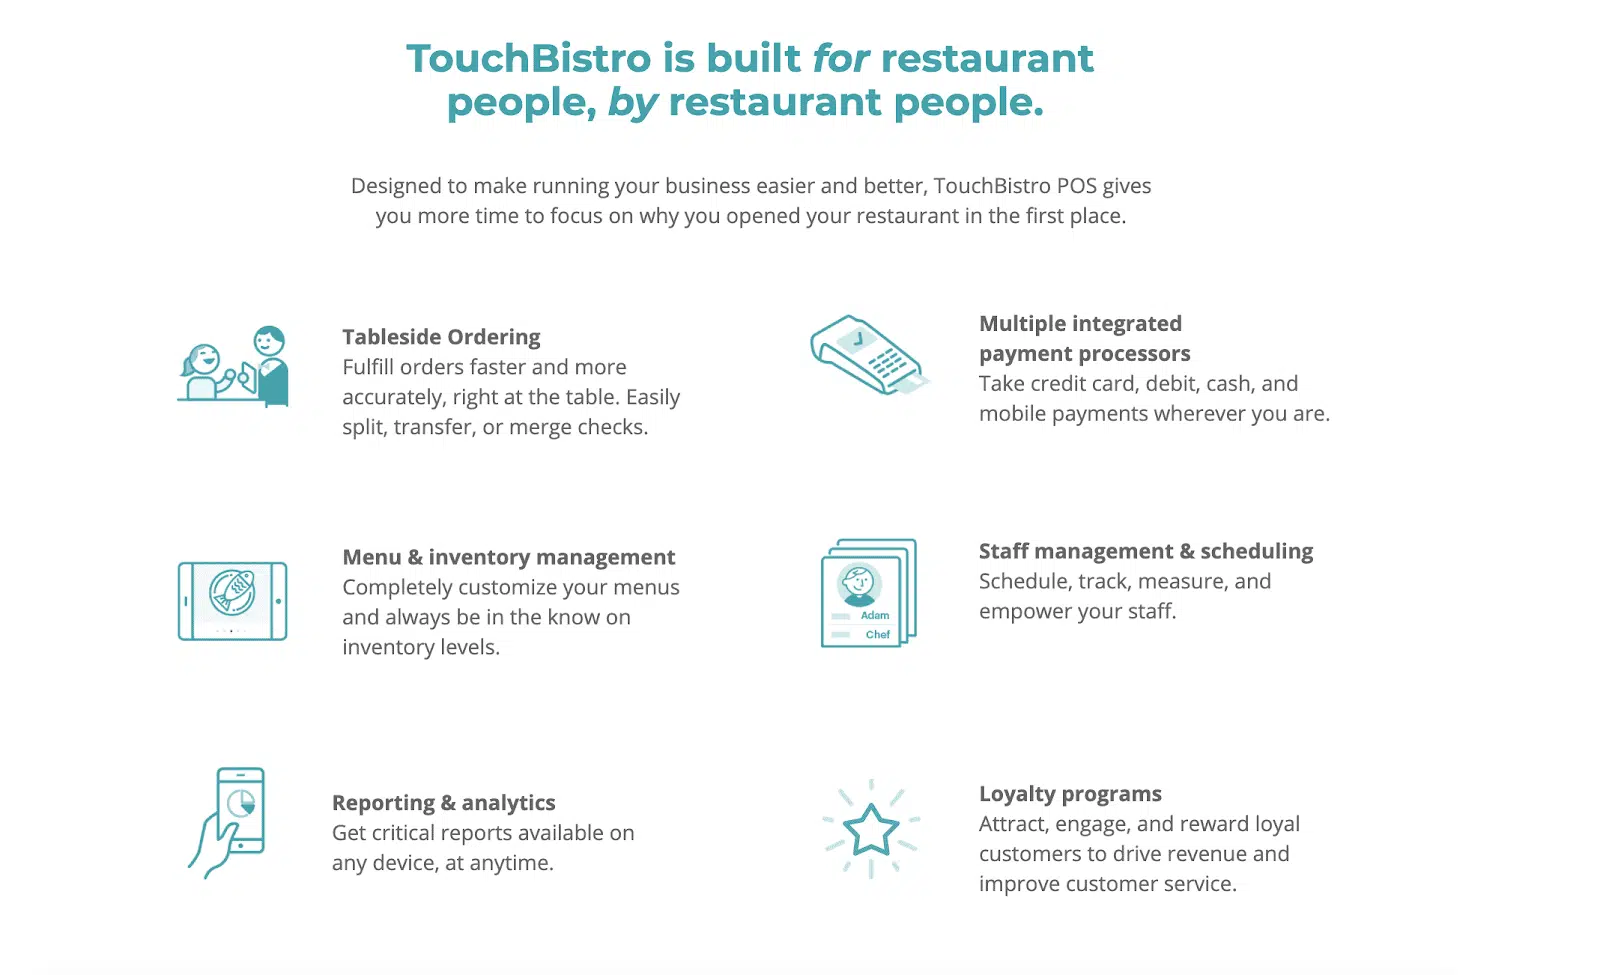 TouchBistro is built for restaurant
people, by restaurant people.
Designed to make running your business easier and better, TouchBistro POS gives
you more time to focus on why you opened your restaurant in the first place.
Tableside Ordering
Fulfill orders faster and more
accurately, right at the table. Easily
split, transfer, or merge checks.
Multiple integrated
payment processors
Take credit card, debit, cash, and
mobile payments wherever you are.
Menu & inventory management
Completely customize your menus
and always be in the know on
inventory levels.
Adam
Chef
Staff management & scheduling
Schedule, track, measure, and
empower your staff.
Reporting & analytics
Get critical reports available on
any device, at anytime.
Loyalty programs
Attract, engage, and reward loyal
customers to drive revenue and
improve customer service.